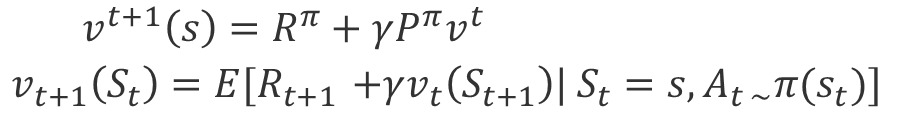 v^{t+1}(s) = R^π + γP^π v^t
v_{t+1}(S_t) = E[R_{t+1} +γv_t(S_{t+1})| S_t = s, A_t ~ π(s_t)]